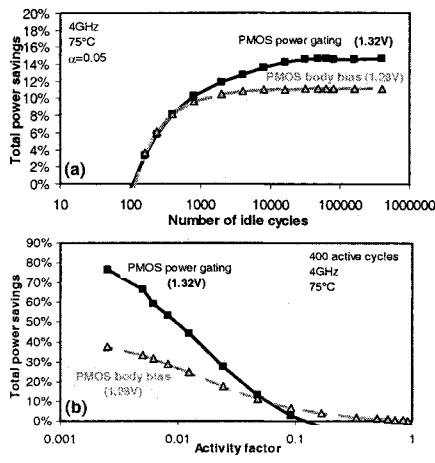 20%
18%
16%
14%
12%
10%
8%
6%
4%
2%
0%
Total power savings
4GHz
75°C
α=0.05
PMOS power gating (1.32V)
PMOS body bias (1.28V)
(a)
10 100 1000 10000 100000 1000000
Number of idle cycles
90%
80%
70%
60%
50%
40%
30%
20%
10%
0%
Total power savings
PMOS power gating
(1.32V)
400 active cycles
4GHz
75°C
PMOS body bias
(1.28V)
(b)
0.001 0.01 0.1 1
Activity factor